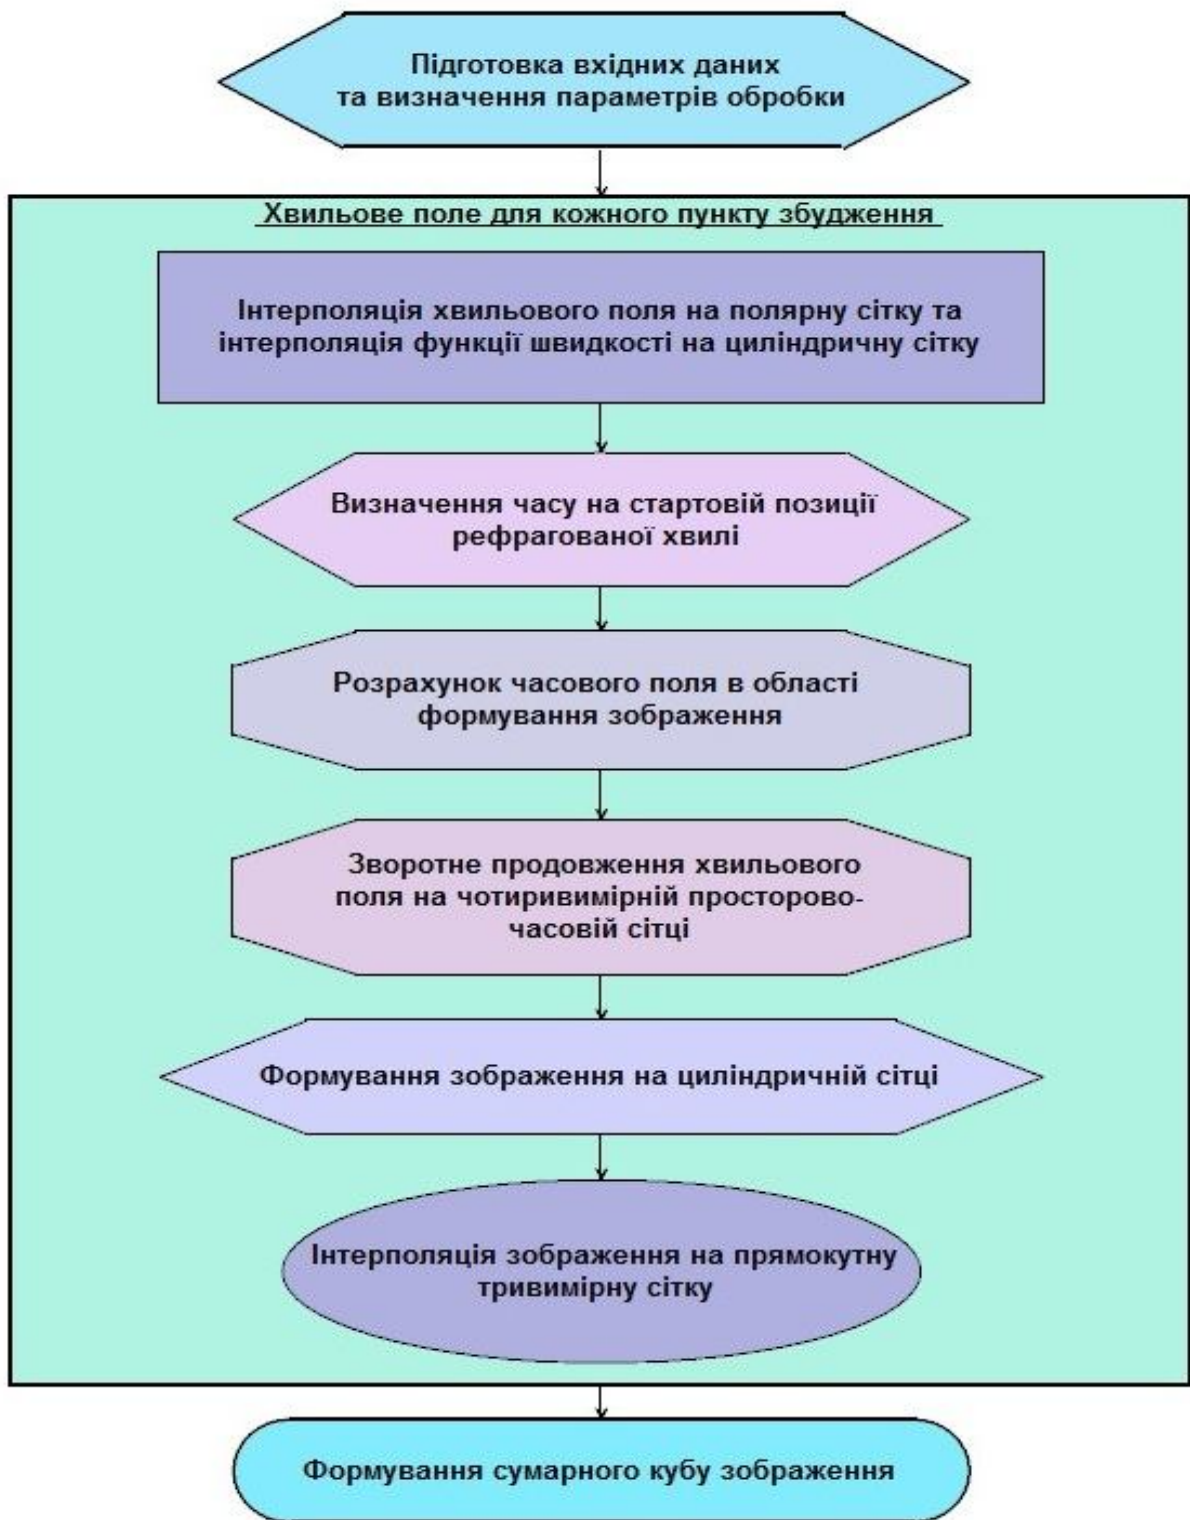 Підготовка вхідних даних
та визначення параметрів обробки
Хвильове поле для кожного пункту збудження
Інтерполяція хвильового поля на полярну сітку та
інтерполяція функції швидкості на циліндричну сітку
Визначення часу на стартовій позиції
рефрагованої хвилі
Розрахунок часового поля в області
формування зображення
Зворотне продовження хвильового
поля на чотиривимірній просторово-
часовій сітці
Формування зображення на циліндричній сітці
Інтерполяція зображення на прямокутну
тривимірну сітку
Формування сумарного кубу зображення